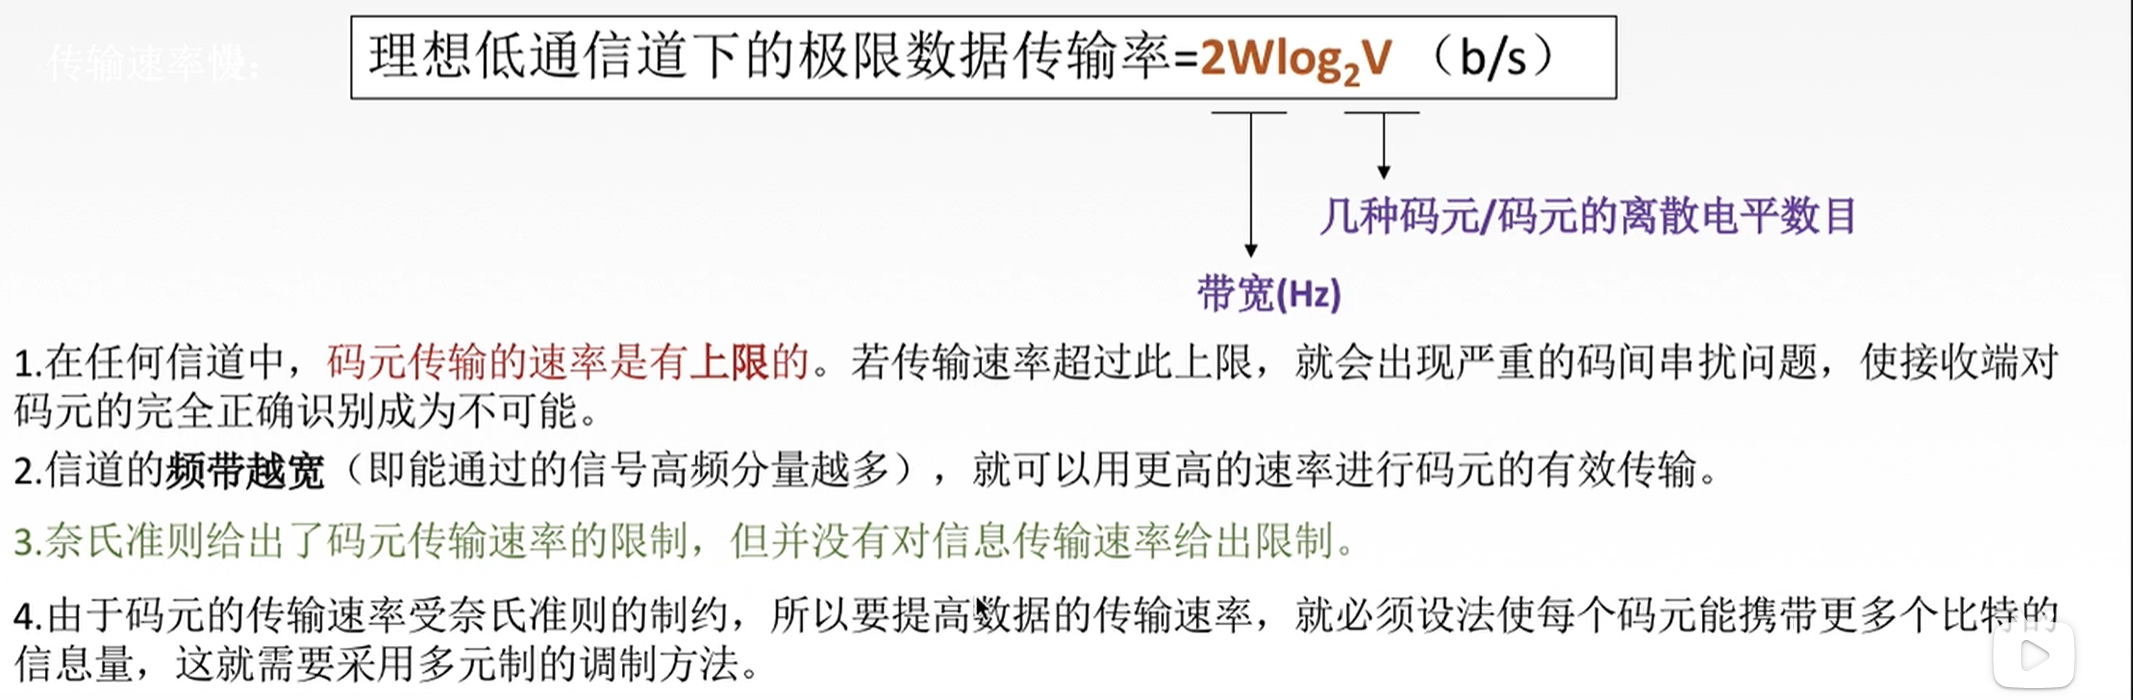 传输速率慢：
理想低通信道下的极限数据传输率=2Wlog₂V （b/s）
几种码元/码元的离散电平数目
带宽(Hz)
1.在任何信道中，码元传输的速率是有上限的。若传输速率超过此上限，就会出现严重的码间串扰问题，使接收端对
码元的完全正确识别成为不可能。
2.信道的频带越宽（即能通过的信号高频分量越多），就可以用更高的速率进行码元的有效传输。
3.奈氏准则给出了码元传输速率的限制，但并没有对信息传输速率给出限制。
4.由于码元的传输速率受奈氏准则的制约，所以要提高数据的传输速率，就必须设法使每个码元能携带更多个比特的
信息量，这就需要采用多元制的调制方法。